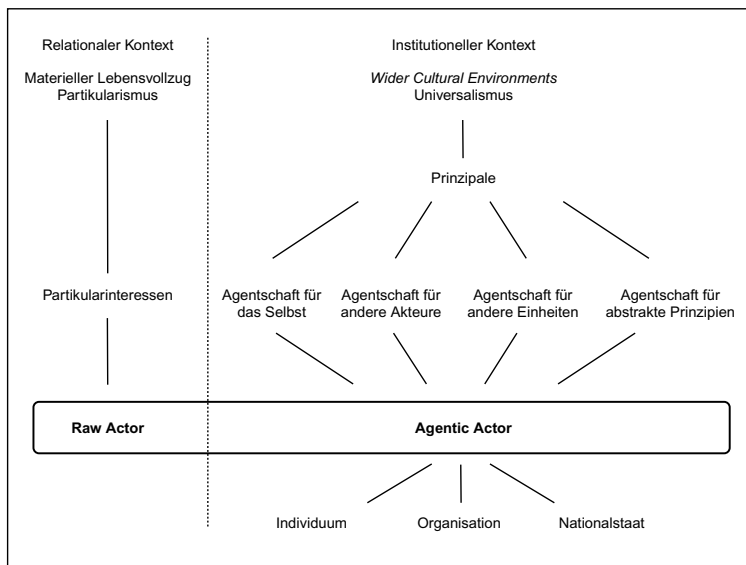 Relationaler Kontext
Materieller Lebensvollzug
Partikularismus
Institutioneller Kontext
Wider Cultural Environments
Universalismus
Prinzipale
Partikularinteressen
Agentschaft für
das Selbst
Agentschaft für
andere Akteure
Agentschaft für
andere Einheiten
Agentschaft für
abstrakte Prinzipien
Raw Actor
Agentic Actor
Individuum
Organisation
Nationalstaat